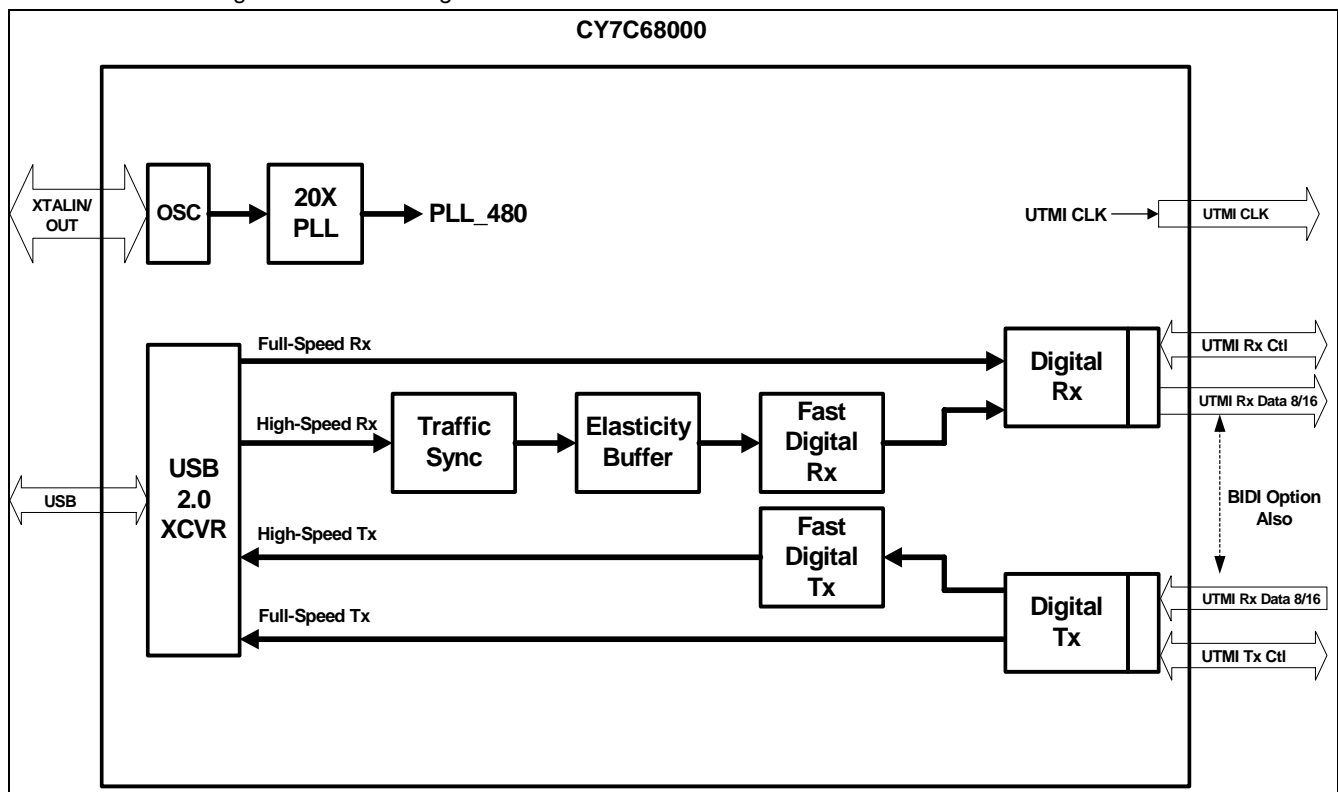 CY7C68000
XTALIN/
OUT
OSC
20X
PLL
PLL_480
UTMI CLK
UTMI CLK
Full-Speed Rx
Digital
Rx
UTMI Rx Ctl
UTMI Rx Data 8/16
High-Speed Rx
Traffic
Sync
Elasticity
Buffer
Fast
Digital
Rx
USB
USB
2.0
XCVR
BIDI Option
Also
High-Speed Tx
Fast
Digital
Tx
Full-Speed Tx
Digital
Tx
UTMI Rx Data 8/16
UTMI Tx Ctl